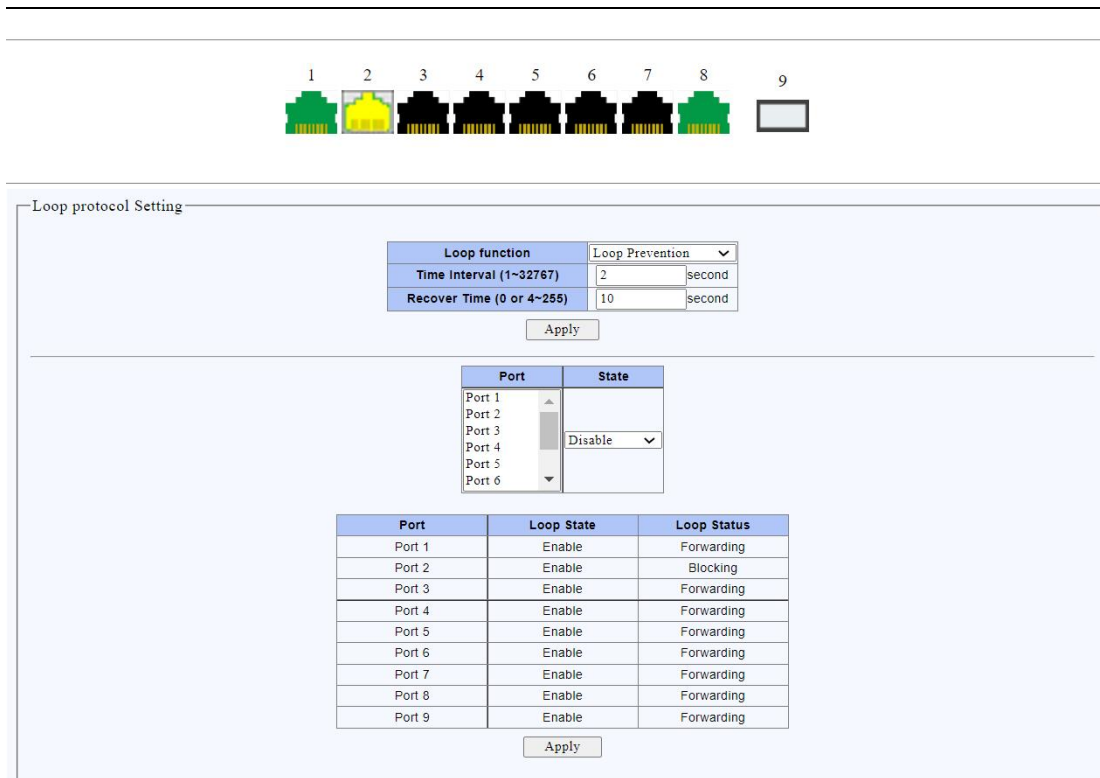 1 2 3 4 5 6 7 8 9
Loop protocol Setting
Loop function Loop Prevention
Time Interval (1~32767) 2 second
Recover Time (0 or 4~255) 10 second
Apply
Port State
Port 1
Port 2
Port 3
Port 4
Port 5
Port 6
Disable
Port Loop State Loop Status
Port 1 Enable Forwarding
Port 2 Enable Blocking
Port 3 Enable Forwarding
Port 4 Enable Forwarding
Port 5 Enable Forwarding
Port 6 Enable Forwarding
Port 7 Enable Forwarding
Port 8 Enable Forwarding
Port 9 Enable Forwarding
Apply